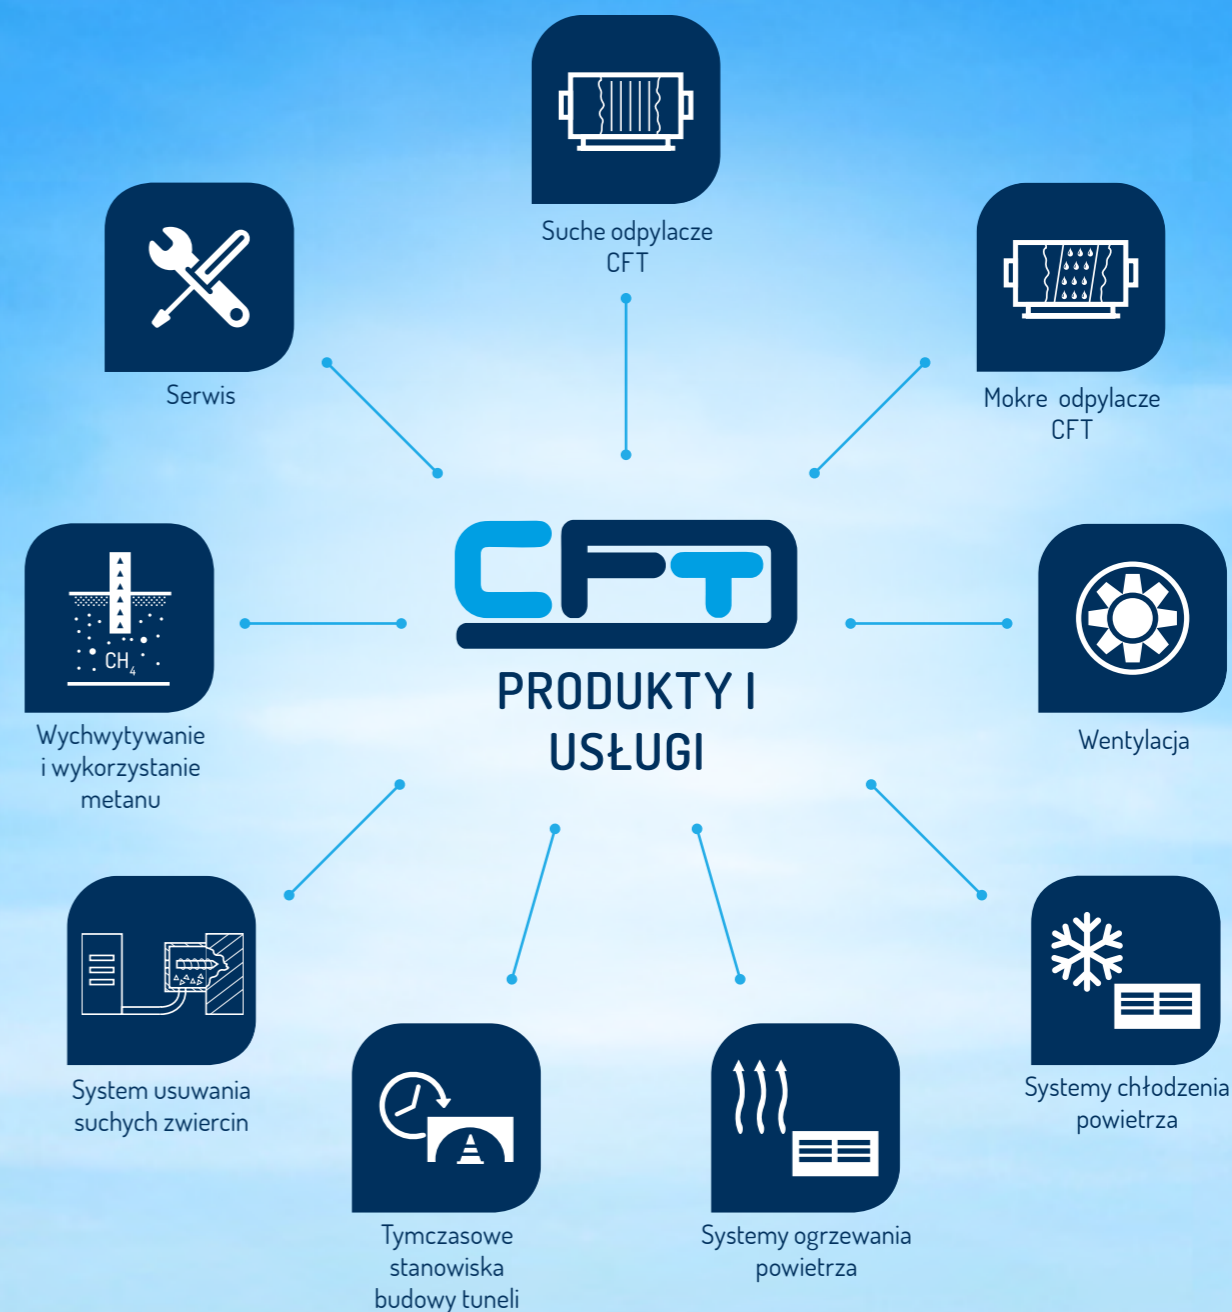 Suche odpylacze
CFT
Serwis
Mokre odpylacze
CFT
CFT
PRODUKTY I
USŁUGI
CH₄
Wychwytywanie
i wykorzystanie
metanu
Wentylacja
System usuwania
suchych zwiercin
Systemy chłodzenia
powietrza
Tymczasowe
stanowiska
budowy tuneli
Systemy ogrzewania
powietrza